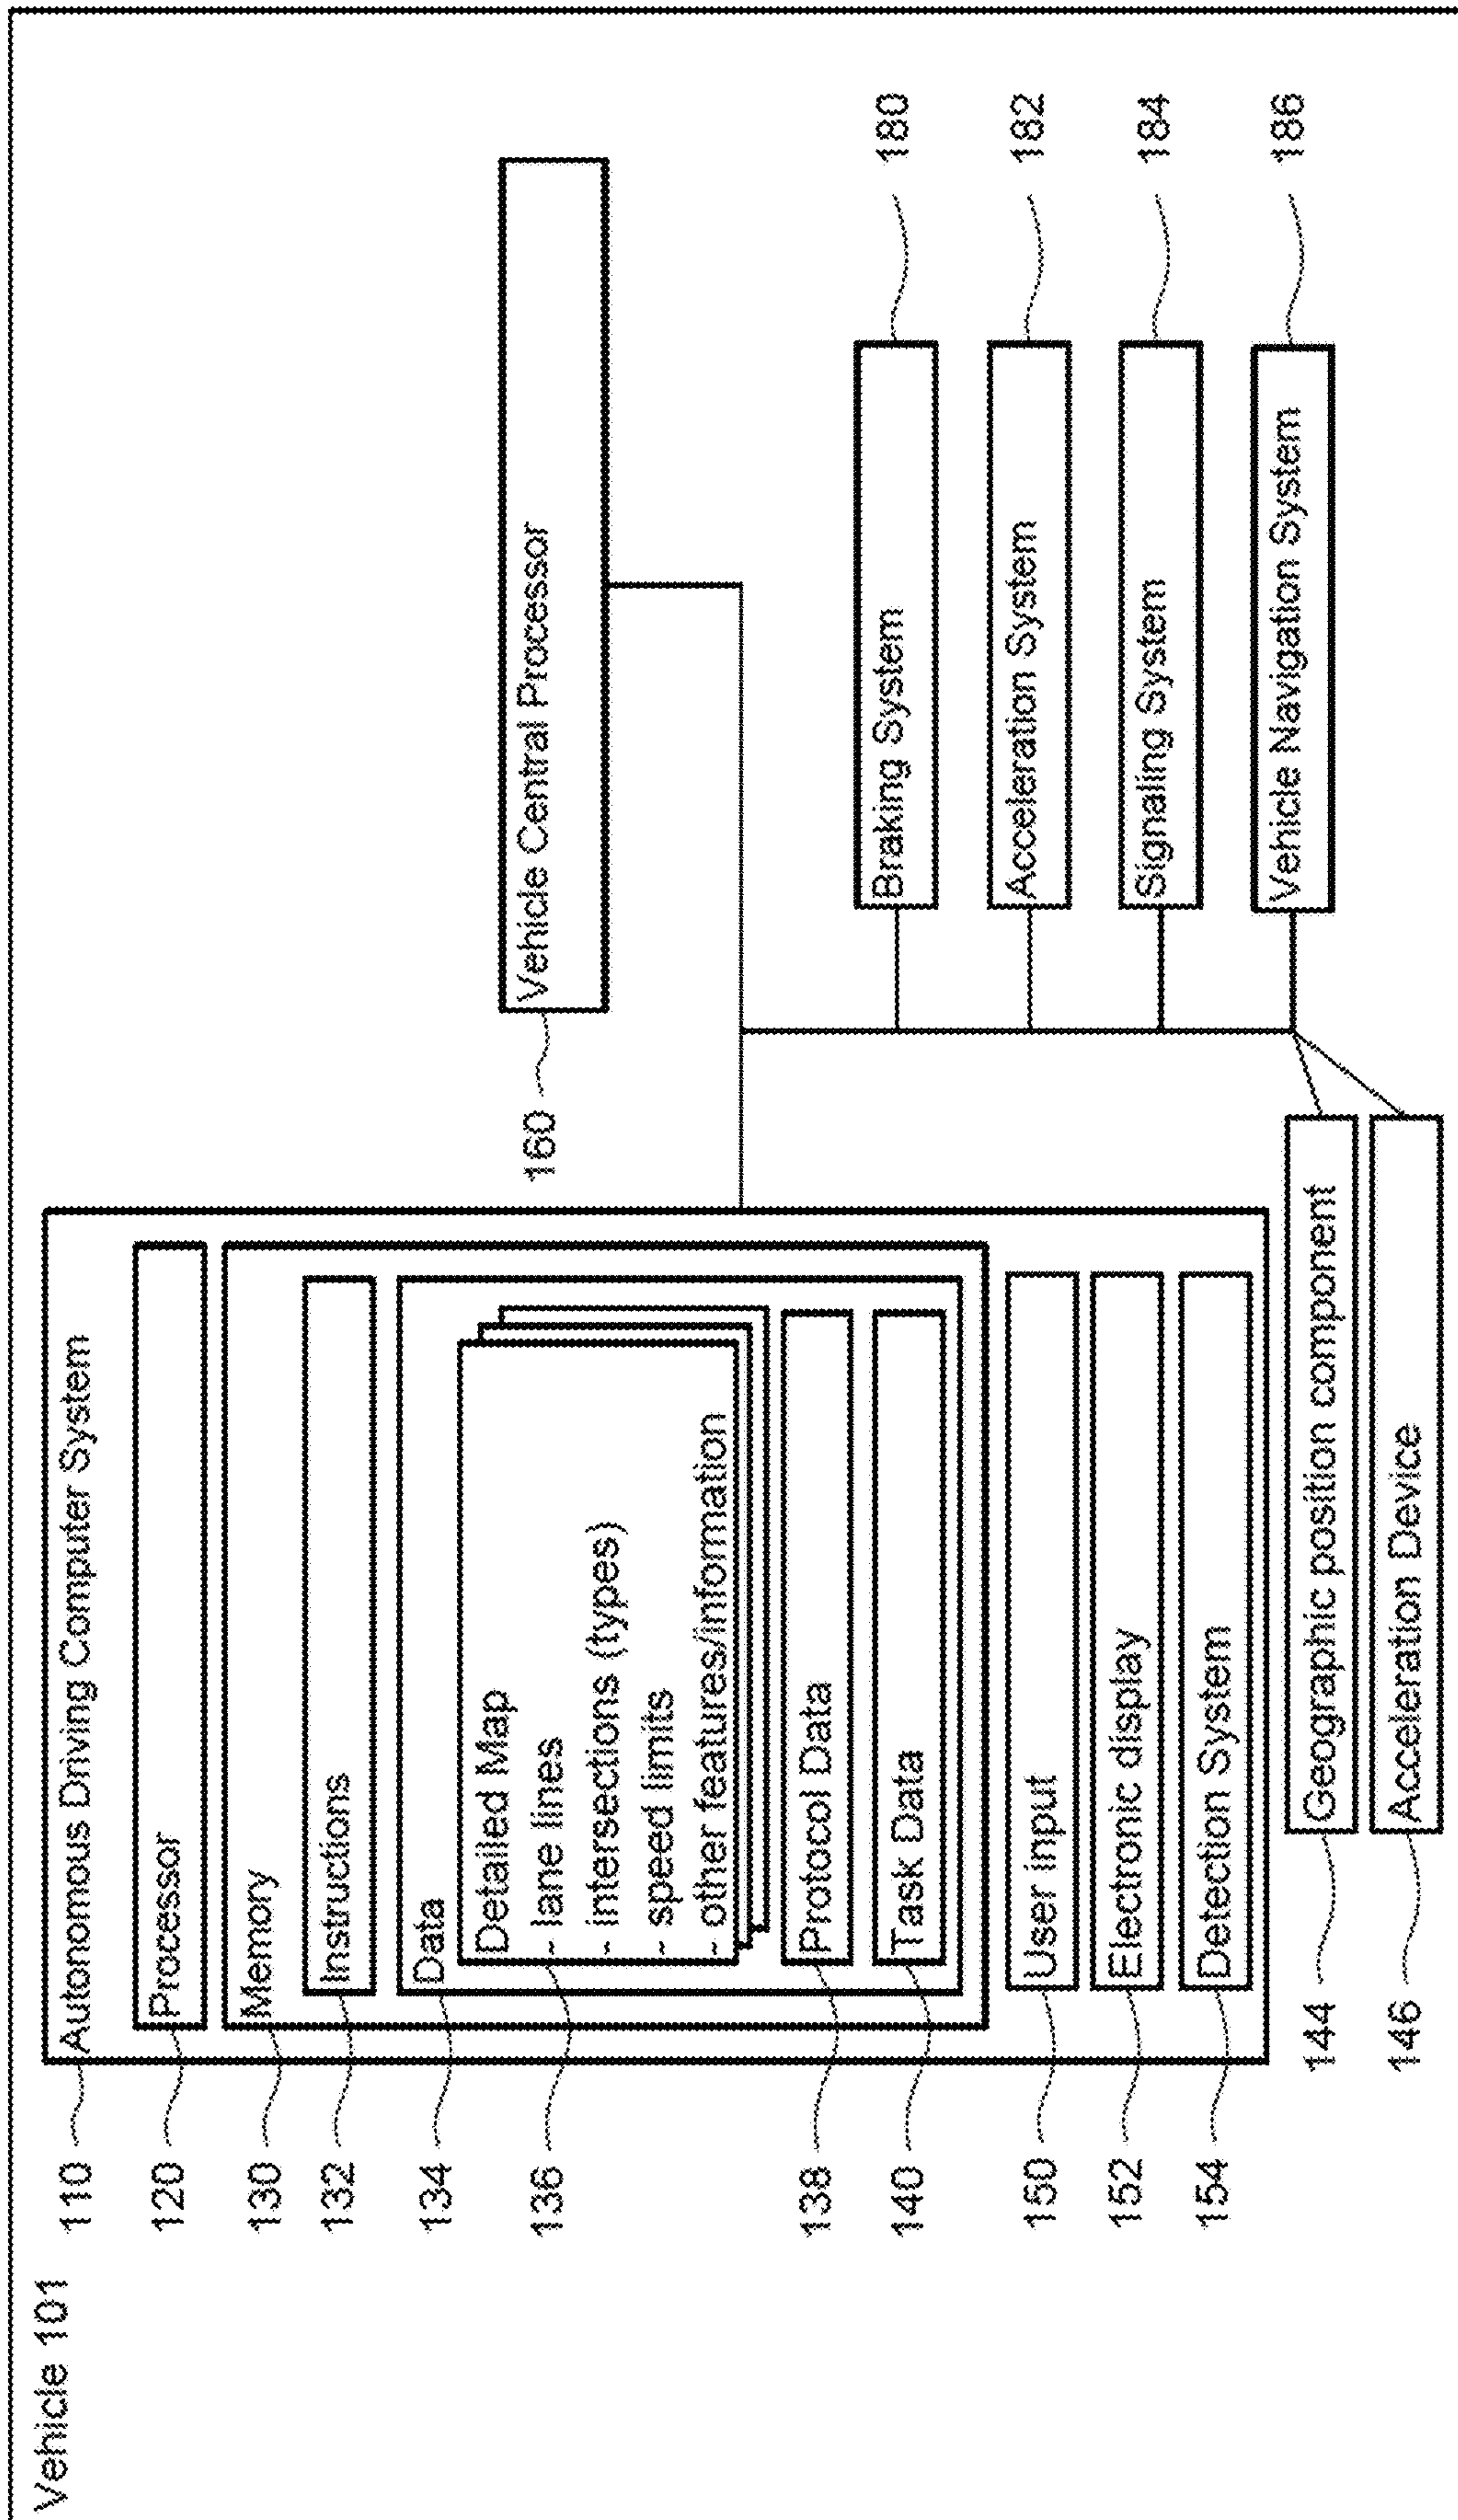 Vehicle 101
110
Autonomous Driving Computer System
120
Processor
130
Memory
132
Instructions
134
Data
136
Detailed Map
- lane lines
- intersections (types)
- speed limits
- other features/information
138
Protocol Data
140
Task Data
150
User input
152
Electronic display
154
Detection System
144
Geographic position component
146
Acceleration Device
160
Vehicle Central Processor
Braking System
180
Acceleration System
182
Signaling System
184
Vehicle Navigation System
186